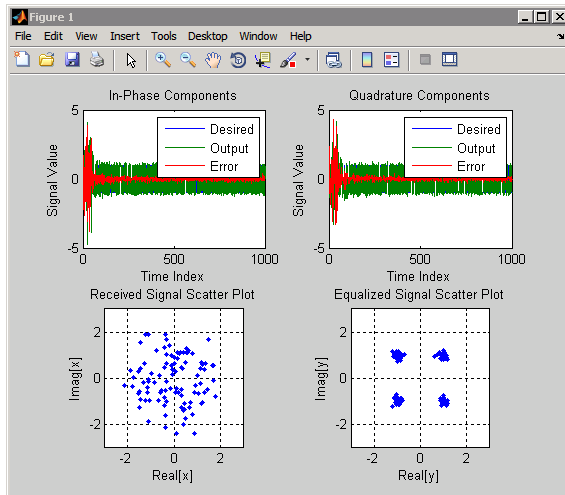 Figure 1
File Edit View Insert Tools Desktop Window Help
In-Phase Components
5
0
-5
Signal Value
Desired
Output
Error
0 500 1000
Time Index
Quadrature Components
5
0
-5
Signal Value
Desired
Output
Error
0 500 1000
Time Index
Received Signal Scatter Plot
2
0
-2
Imag[x]
-2 0 2
Real[x]
Equalized Signal Scatter Plot
2
0
-2
Imag[y]
-2 0 2
Real[y]